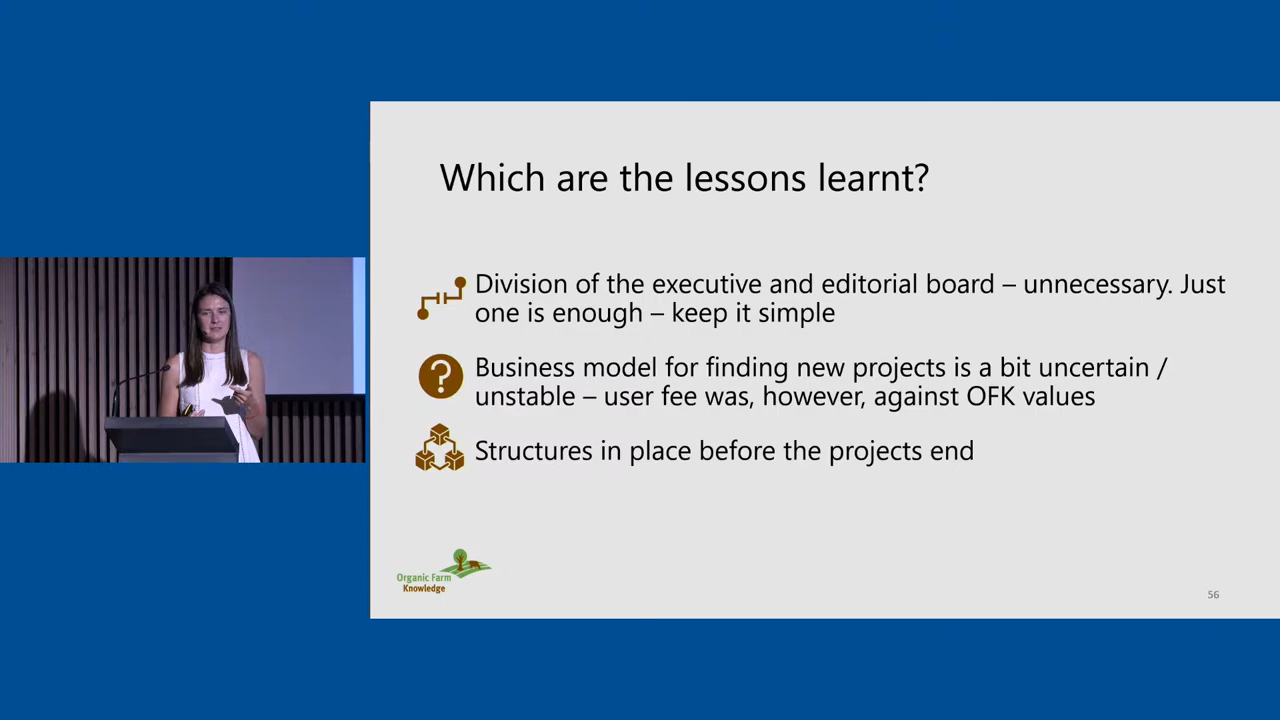 Which are the lessons learnt?
Division of the executive and editorial board – unnecessary. Just
one is enough – keep it simple
Business model for finding new projects is a bit uncertain /
unstable – user fee was, however, against OFK values
Structures in place before the projects end
Organic Farm
Knowledge
56